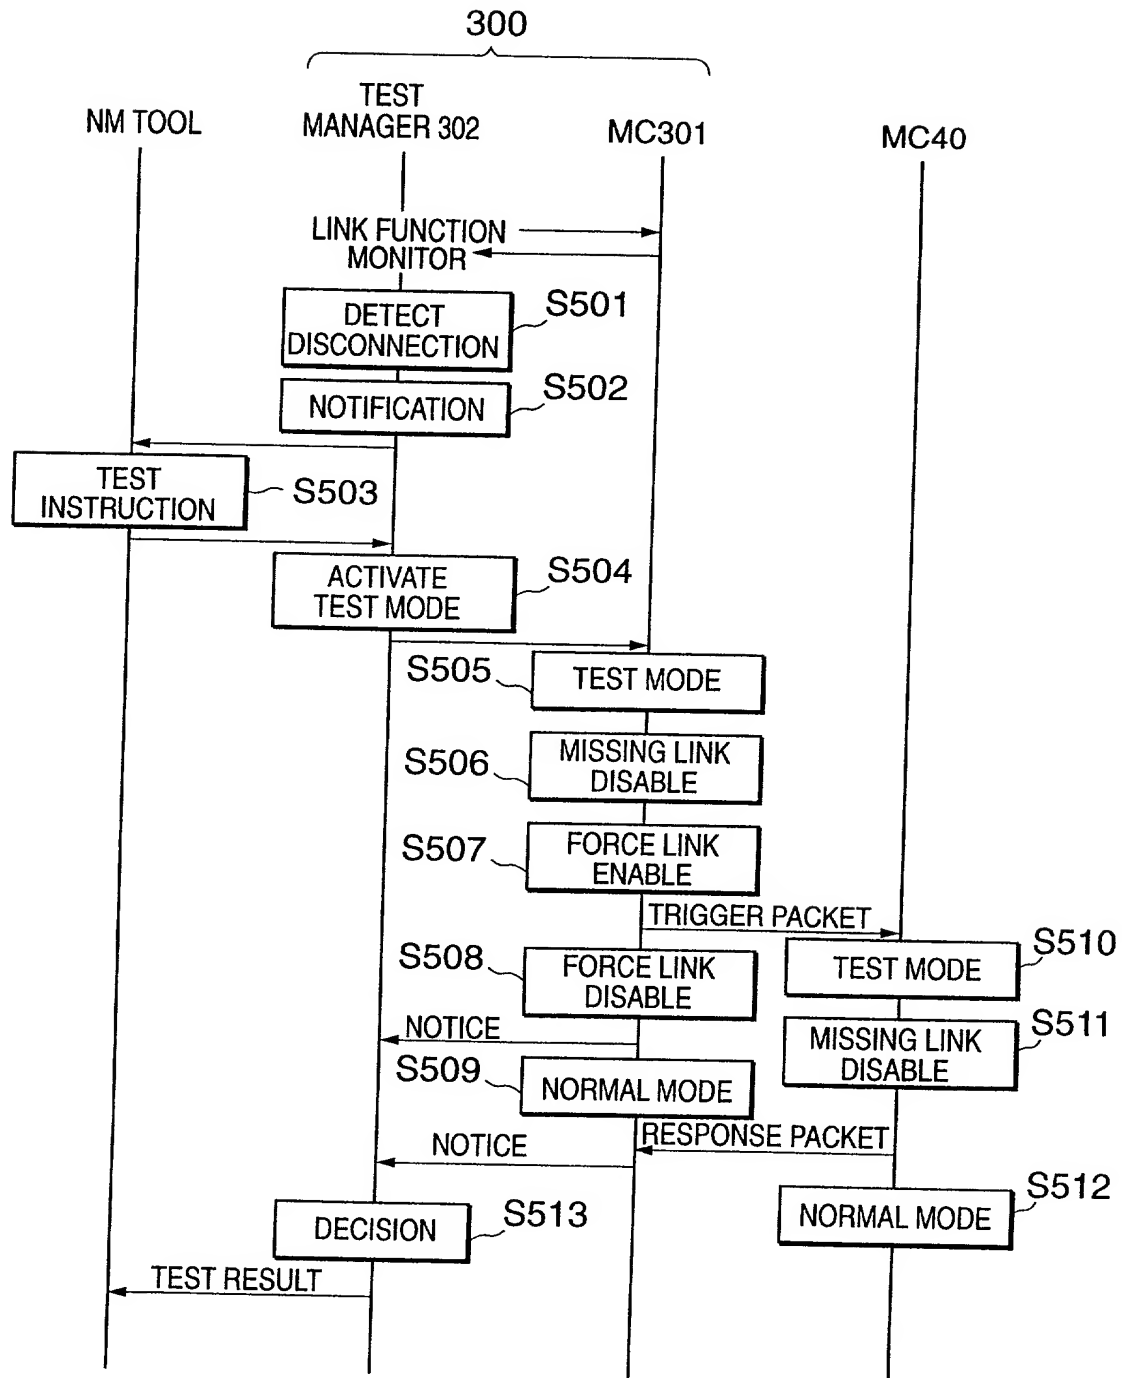 300
NM TOOL
TEST
MANAGER 302
MC301
MC40
LINK FUNCTION
MONITOR
DETECT
DISCONNECTION
S501
NOTIFICATION
S502
TEST
INSTRUCTION
S503
ACTIVATE
TEST MODE
S504
S505
TEST MODE
S506
MISSING LINK
DISABLE
S507
FORCE LINK
ENABLE
TRIGGER PACKET
S508
FORCE LINK
DISABLE
TEST MODE
S510
NOTICE
MISSING LINK
DISABLE
S511
S509
NORMAL MODE
RESPONSE PACKET
NOTICE
NORMAL MODE
S512
DECISION
S513
TEST RESULT